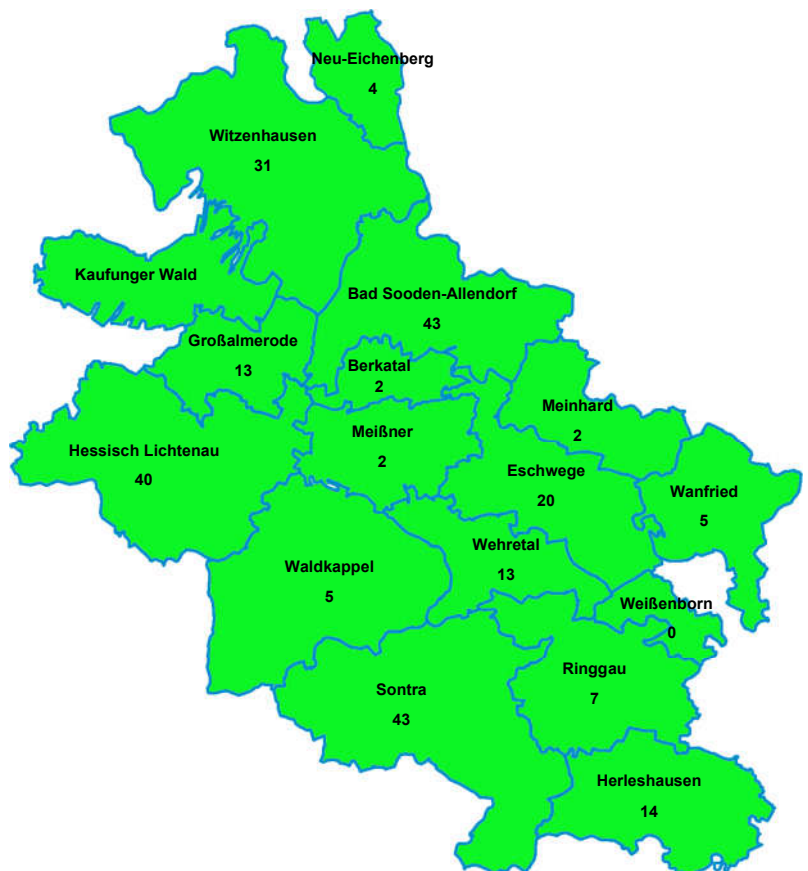 Neu-Eichenberg
4
Witzenhausen
31
Kaufunger Wald
Bad Sooden-Allendorf
43
Großalmerode
13
Berkatal
2
Meinhard
2
Meißner
2
Hessisch Lichtenau
40
Eschwege
20
Wanfried
5
Wehretal
13
Waldkappel
5
Weißenborn
0
Ringgau
7
Sontra
43
Herleshausen
14